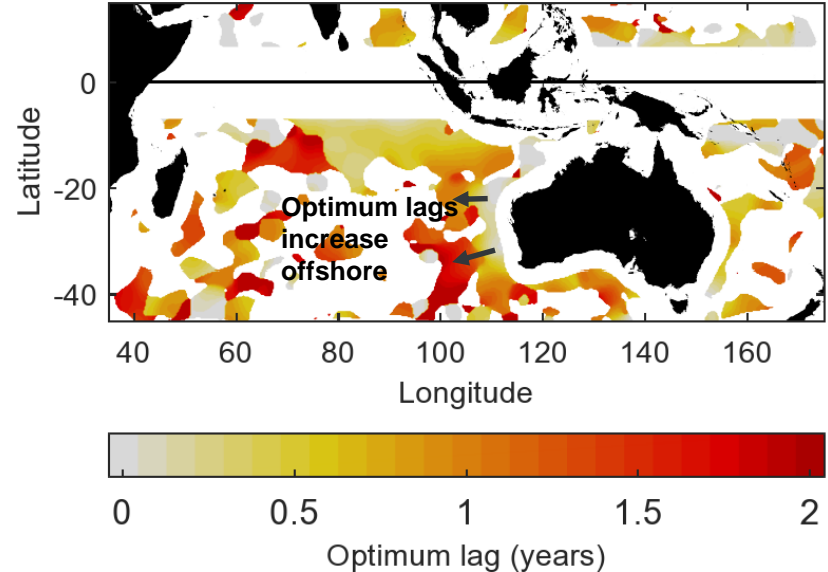 0
-20
-40
Latitude
Optimum lags
increase
offshore
40 60 80 100 120 140 160
Longitude
0 0.5 1 1.5 2
Optimum lag (years)